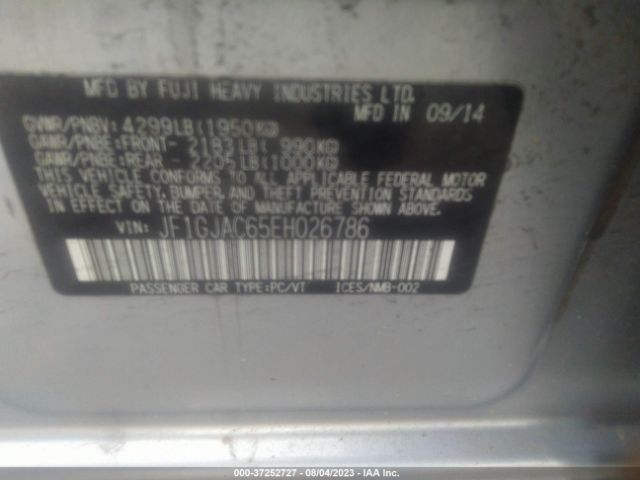 MFD BY FUJI HEAVY INDUSTRIES LTD.
MFD IN 09/14
GVWR/PNBV: 4299LB(1950KG)
GAWR/PNBE:FRONT- 2183LB( 990KG)
GAWR/PNBE:REAR - 2205LB(1000KG)
THIS VEHICLE CONFORMS TO ALL APPLICABLE FEDERAL MOTOR
VEHICLE SAFETY, BUMPER, AND THEFT PREVENTION STANDARDS
IN EFFECT ON THE DATE OF MANUFACTURE SHOWN ABOVE.
VIN: JF1GJAC65EH026786
PASSENGER CAR TYPE:PC/VT ICES/NMB-002
000-37252727 - 08/04/2023 - IAA Inc.